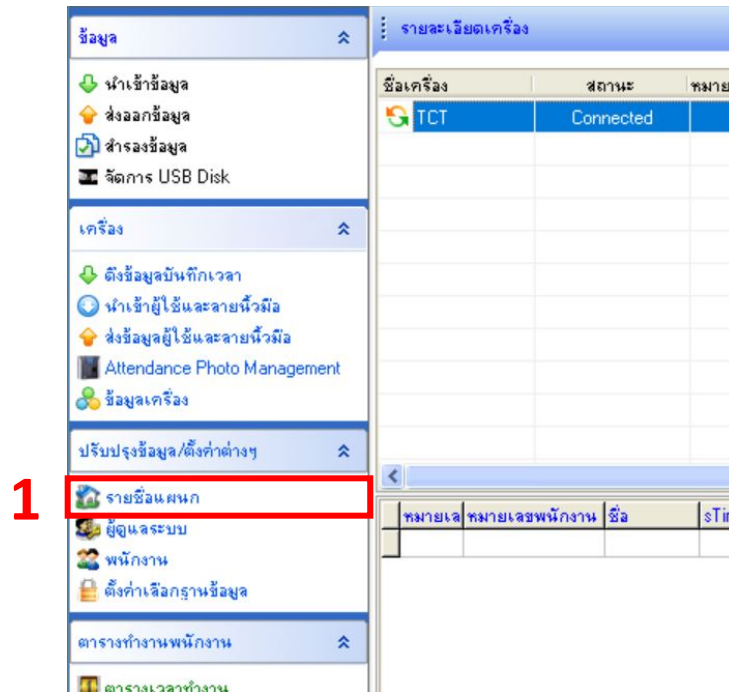 ข้อมูล
นำเข้าข้อมูล
ส่งออกข้อมูล
สำรองข้อมูล
จัดการ USB Disk
เครื่อง
ดึงข้อมูลบันทึกเวลา
นำเข้าผู้ใช้และลายนิ้วมือ
ส่งข้อมูลผู้ใช้และลายนิ้วมือ
Attendance Photo Management
ข้อมูลเครื่อง
ปรับปรุงข้อมูล/ตั้งค่าต่างๆ
1
รายชื่อแผนก
ผู้ดูแลระบบ
พนักงาน
ตั้งค่าเลือกฐานข้อมูล
ตารางทำงานพนักงาน
ตารางเวลาทำงาน
รายละเอียดเครื่อง
ชื่อเครื่อง สถานะ หมาย
TCT Connected
หมายเล หมายเลขพนักงาน ชื่อ sTi